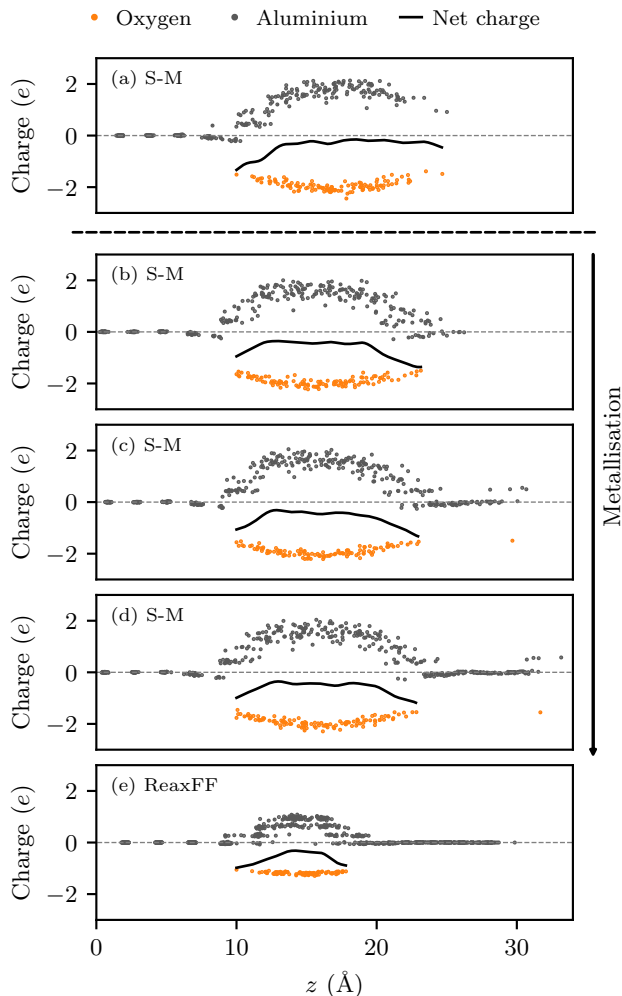 Oxygen Aluminium Net charge
(a) S-M
Charge (e)
2
0
−2
(b) S-M
Charge (e)
2
0
−2
(c) S-M
Charge (e)
2
0
−2
(d) S-M
Charge (e)
2
0
−2
(e) ReaxFF
Charge (e)
2
0
−2
Metallisation
0 10 20 30
z (Å)